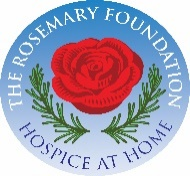 THE ROSEMARY FOUNDATION
HOSPICE AT HOME